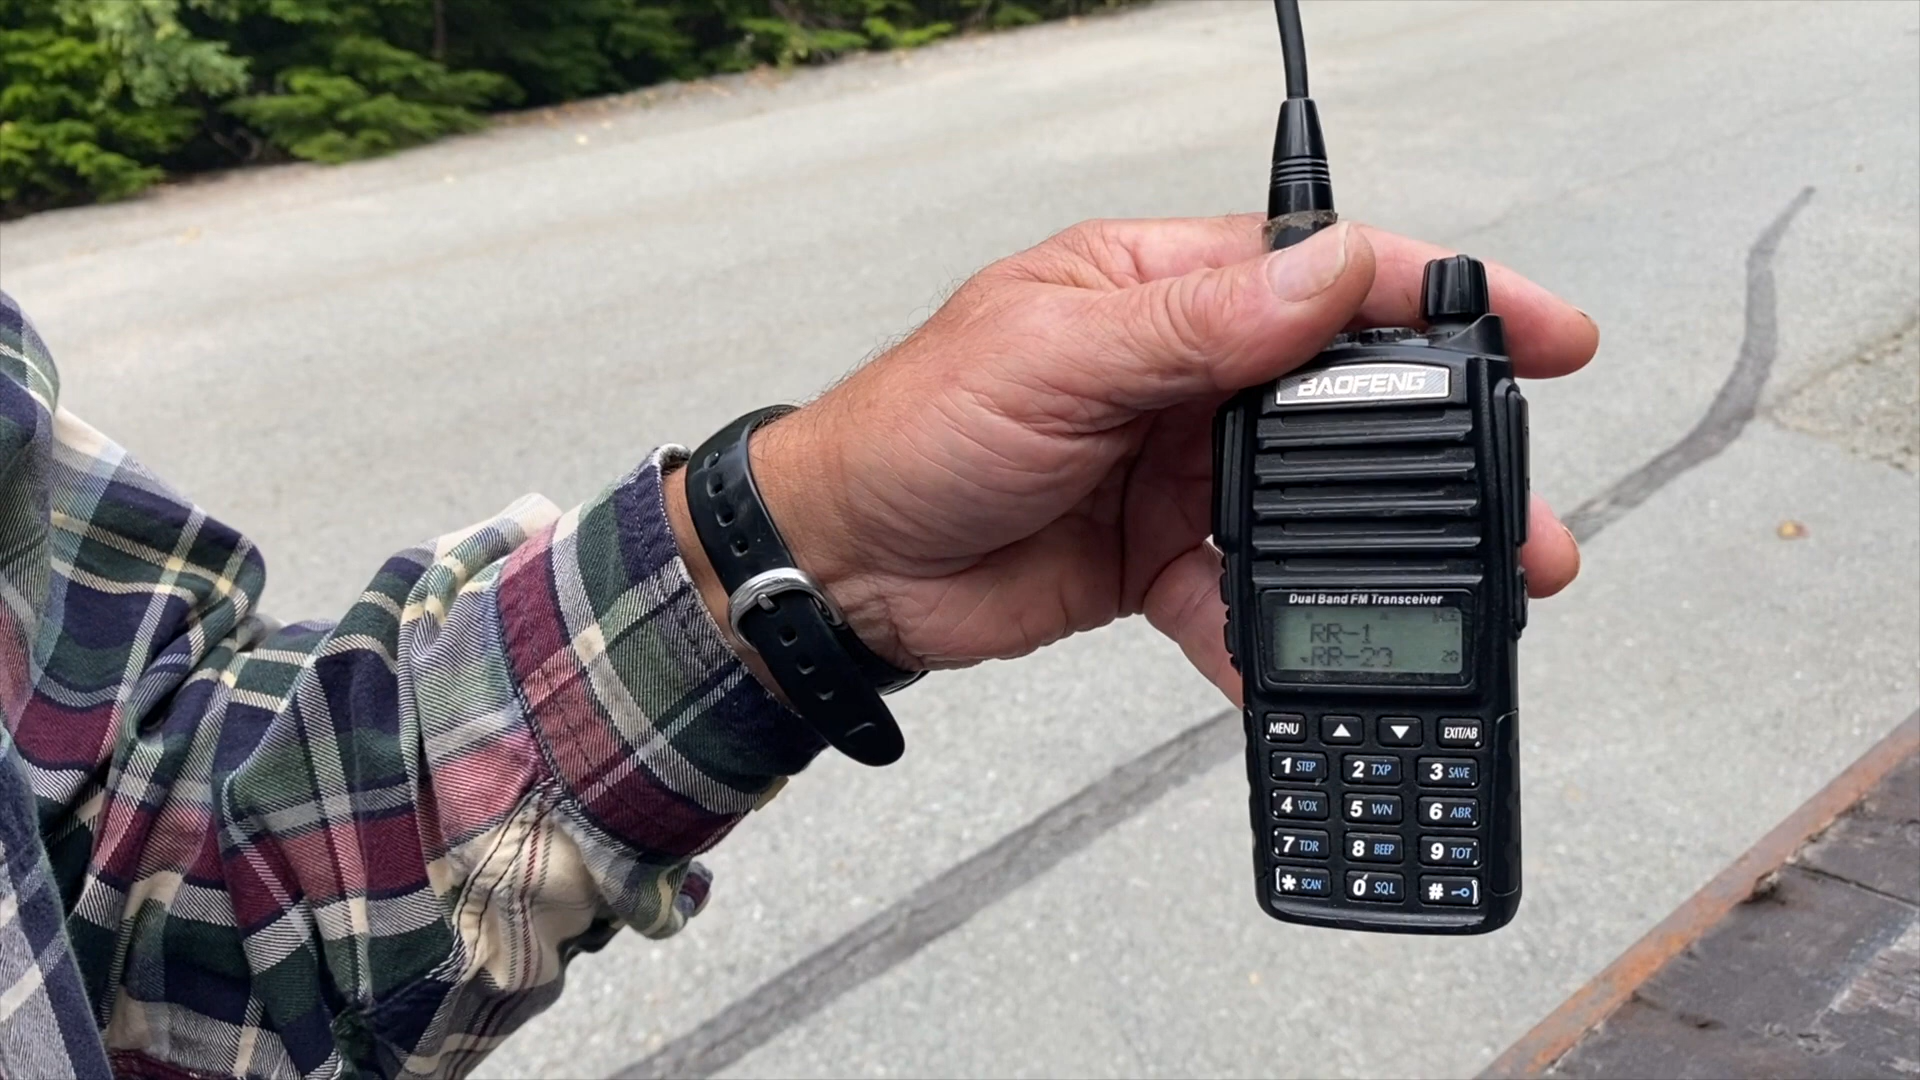 BAOFENG
Dual Band FM Transceiver
RR-1
RR-23 20
MENU ▲ ▼ EXIT/AB
1 STEP 2 TXP 3 SAVE
4 VOX 5 WN 6 ABR
7 TDR 8 BEEP 9 TOT
* SCAN 0 SQL #